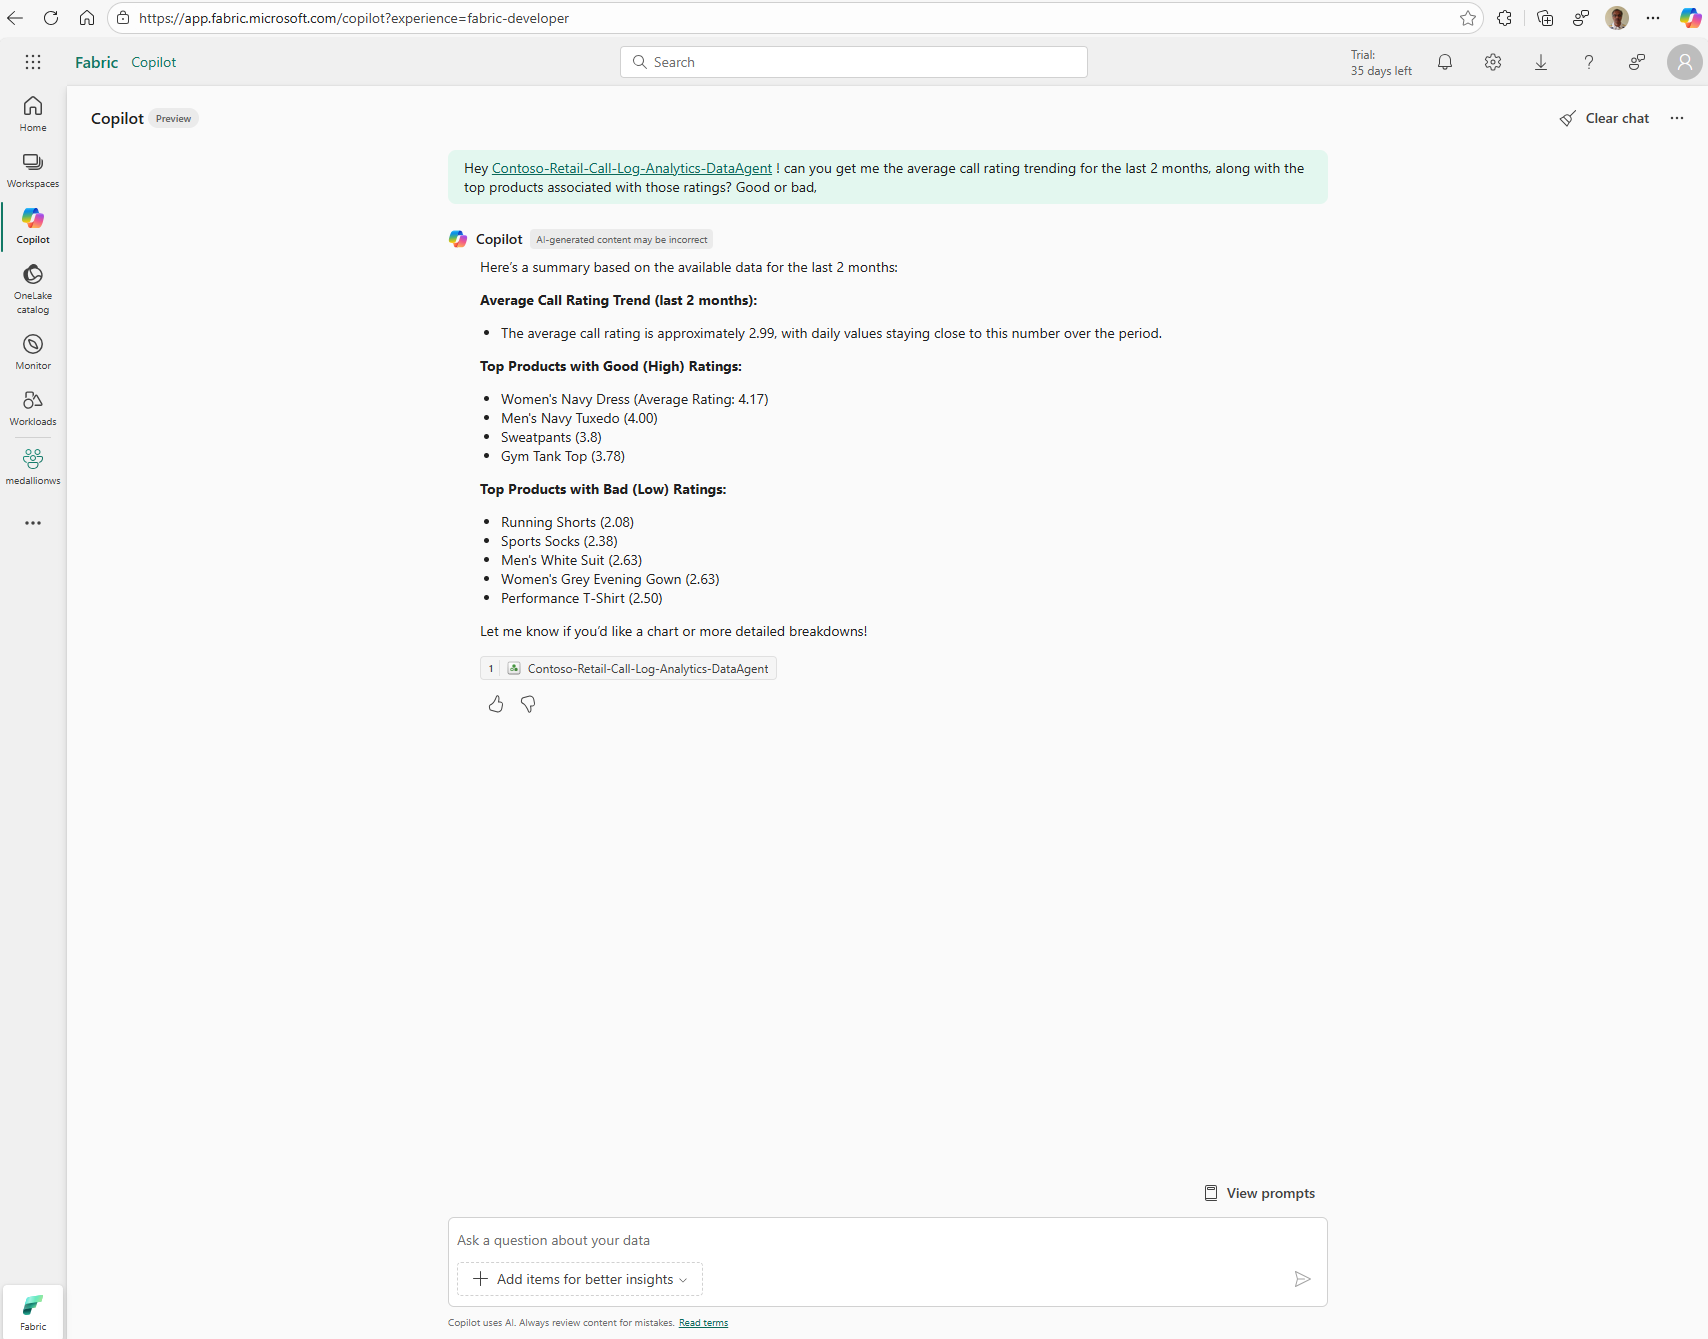 https://app.fabric.microsoft.com/copilot?experience=fabric-developer
Fabric Copilot
Search
Trial:
35 days left
Home
Workspaces
Copilot
OneLake
catalog
Monitor
Workloads
medallionws
Fabric
Copilot Preview
Clear chat
Hey Contoso-Retail-Call-Log-Analytics-DataAgent ! can you get me the average call rating trending for the last 2 months, along with the
top products associated with those ratings? Good or bad,
Copilot AI-generated content may be incorrect
Here's a summary based on the available data for the last 2 months:
Average Call Rating Trend (last 2 months):
• The average call rating is approximately 2.99, with daily values staying close to this number over the period.
Top Products with Good (High) Ratings:
• Women's Navy Dress (Average Rating: 4.17)
• Men's Navy Tuxedo (4.00)
• Sweatpants (3.8)
• Gym Tank Top (3.78)
Top Products with Bad (Low) Ratings:
• Running Shorts (2.08)
• Sports Socks (2.38)
• Men's White Suit (2.63)
• Women's Grey Evening Gown (2.63)
• Performance T-Shirt (2.50)
Let me know if you'd like a chart or more detailed breakdowns!
1 Contoso-Retail-Call-Log-Analytics-DataAgent
View prompts
Ask a question about your data
Add items for better insights
Copilot uses AI. Always review content for mistakes. Read terms